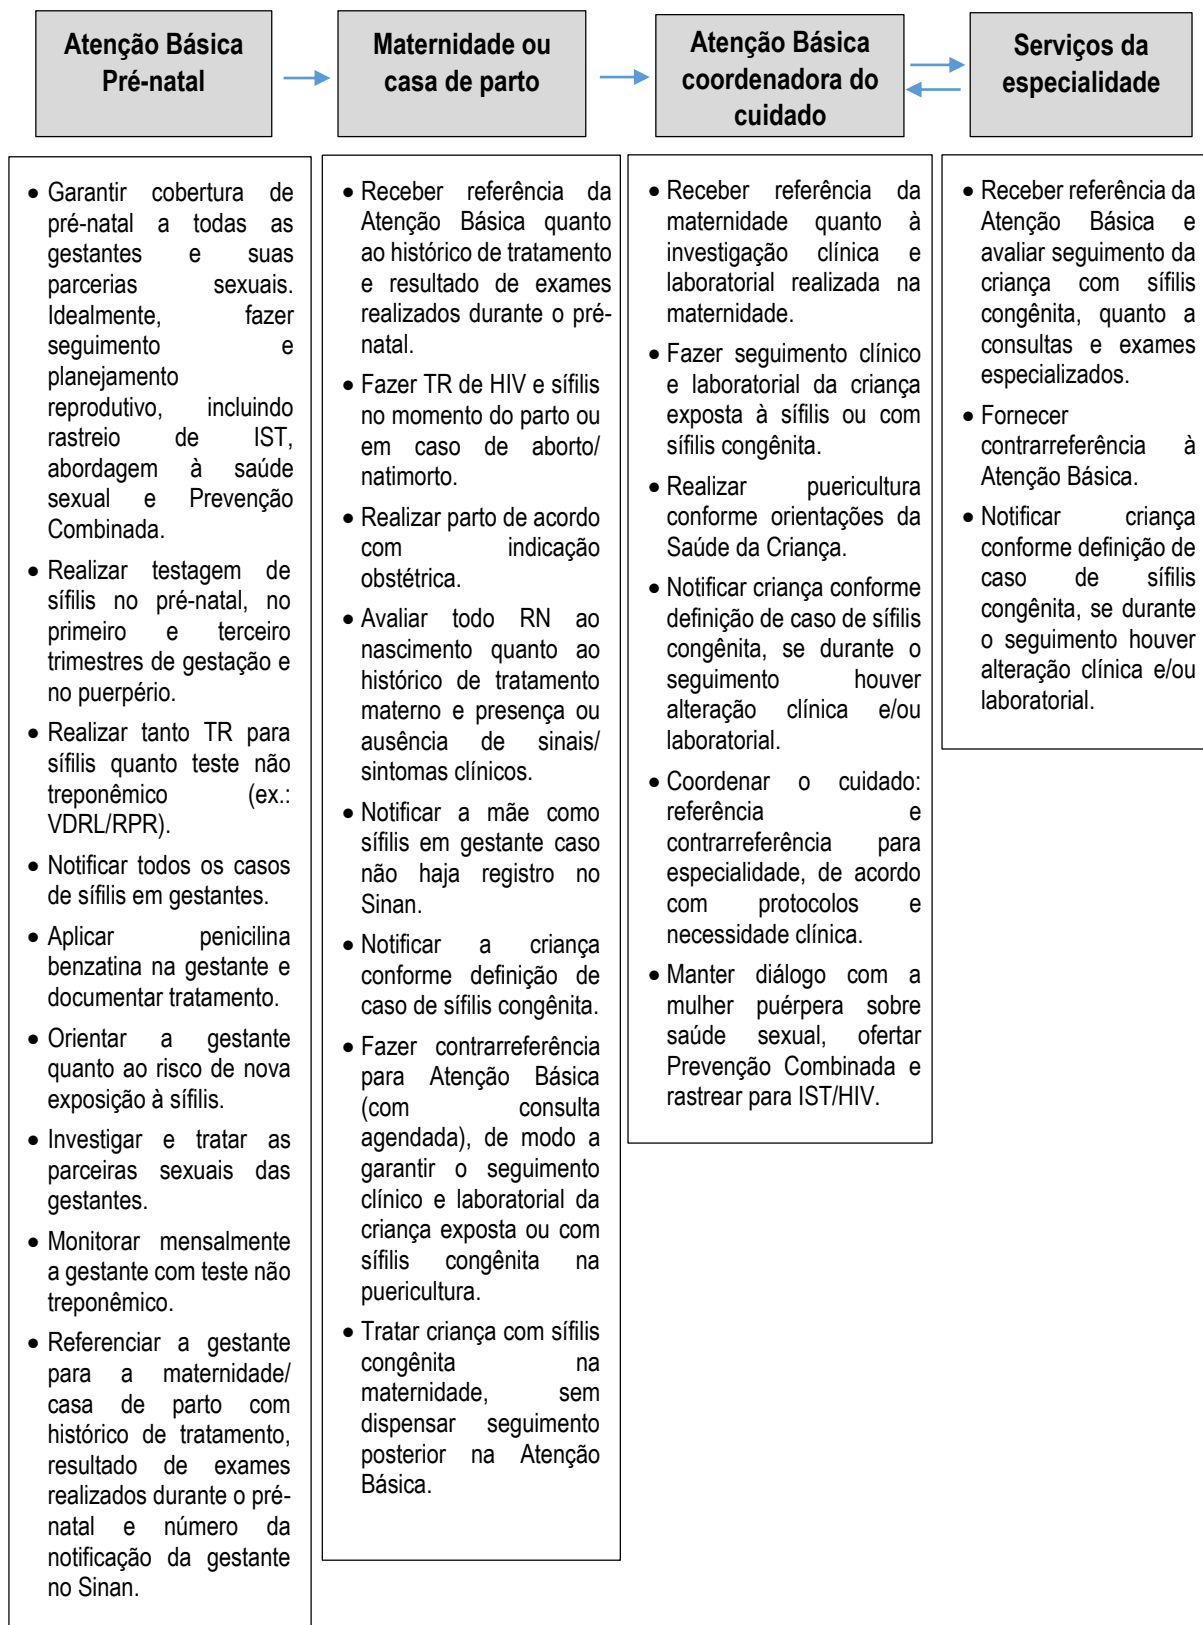 Atenção Básica
Pré-natal
Maternidade ou
casa de parto
Atenção Básica
coordenadora do
cuidado
Serviços da
especialidade
• Garantir cobertura de
pré-natal a todas as
gestantes e suas
parcerias sexuais.
Idealmente, fazer
seguimento e
planejamento
reprodutivo, incluindo
rastreio de IST,
abordagem à saúde
sexual e Prevenção
Combinada.
• Realizar testagem de
sífilis no pré-natal, no
primeiro e terceiro
trimestres de gestação e
no puerpério.
• Realizar tanto TR para
sífilis quanto teste não
treponêmico (ex.:
VDRL/RPR).
• Notificar todos os casos
de sífilis em gestantes.
• Aplicar penicilina
benzatina na gestante e
documentar tratamento.
• Orientar a gestante
quanto ao risco de nova
exposição à sífilis.
• Investigar e tratar as
parceiras sexuais das
gestantes.
• Monitorar mensalmente
a gestante com teste não
treponêmico.
• Referenciar a gestante
para a maternidade/
casa de parto com
histórico de tratamento,
resultado de exames
realizados durante o pré-
natal e número da
notificação da gestante
no Sinan.
• Receber referência da
Atenção Básica quanto
ao histórico de tratamento
e resultado de exames
realizados durante o pré-
natal.
• Fazer TR de HIV e sífilis
no momento do parto ou
em caso de aborto/
natimorto.
• Realizar parto de acordo
com indicação
obstétrica.
• Avaliar todo RN ao
nascimento quanto ao
histórico de tratamento
materno e presença ou
ausência de sinais/
sintomas clínicos.
• Notificar a mãe como
sífilis em gestante caso
não haja registro no
Sinan.
• Notificar a criança
conforme definição de
caso de sífilis congênita.
• Fazer contrarreferência
para Atenção Básica
(com consulta
agendada), de modo a
garantir o seguimento
clínico e laboratorial da
criança exposta ou com
sífilis congênita na
puericultura.
• Tratar criança com sífilis
congênita na
maternidade, sem
dispensar seguimento
posterior na Atenção
Básica.
• Receber referência da
maternidade quanto à
investigação clínica e
laboratorial realizada na
maternidade.
• Fazer seguimento clínico
e laboratorial da criança
exposta à sífilis ou com
sífilis congênita.
• Realizar puericultura
conforme orientações da
Saúde da Criança.
• Notificar criança conforme
definição de caso de sífilis
congênita, se durante o
seguimento houver
alteração clínica e/ou
laboratorial.
• Coordenar o cuidado:
referência e
contrarreferência para
especialidade, de acordo
com protocolos e
necessidade clínica.
• Manter diálogo com a
mulher puérpera sobre
saúde sexual, ofertar
Prevenção Combinada e
rastrear para IST/HIV.
• Receber referência da
Atenção Básica e
avaliar seguimento da
criança com sífilis
congênita, quanto a
consultas e exames
especializados.
• Fornecer
contrarreferência à
Atenção Básica.
• Notificar criança
conforme definição de
caso de sífilis
congênita, se durante
o seguimento houver
alteração clínica e/ou
laboratorial.